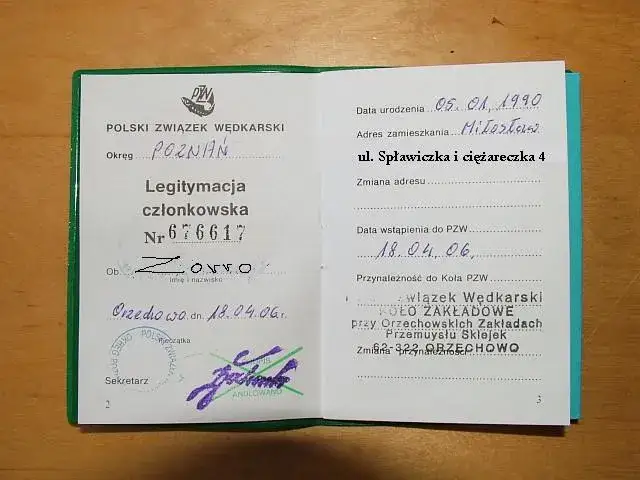 PZW
POLSKI ZWIĄZEK WĘDKARSKI
Okręg POZNAŃ
Legitymacja
członkowska
Nr 676617
Ob. Zorro
Imię i nazwisko
Orzechowo dn. 18.04.06 r.
Pieczątka
Sekretarz
ANULOWANO
2
Data urodzenia 05.01.1990
Adres zamieszkania Miłosław
ul. Spławiczka i ciężareczka 4
Zmiana adresu
Data wstąpienia do PZW
18.04.06.
Przynależność do Koła PZW
Związek Wędkarski
KOŁO ZAKŁADOWE
przy Orzechowskich Zakładach
Przemysłu Sklejek
62-322 ORZECHOWO
Zmiana przynależności
3